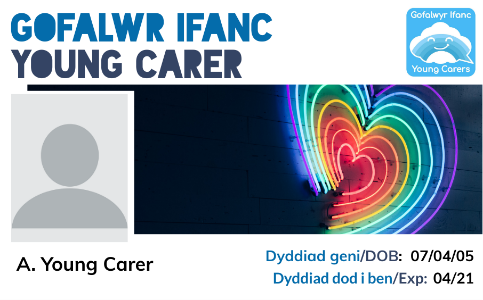 GOFALWR IFANC
YOUNG CARER
Gofalwyr Ifanc
Young Carers
A. Young Carer
Dyddiad geni/DOB: 07/04/05
Dyddiad dod i ben/Exp: 04/21